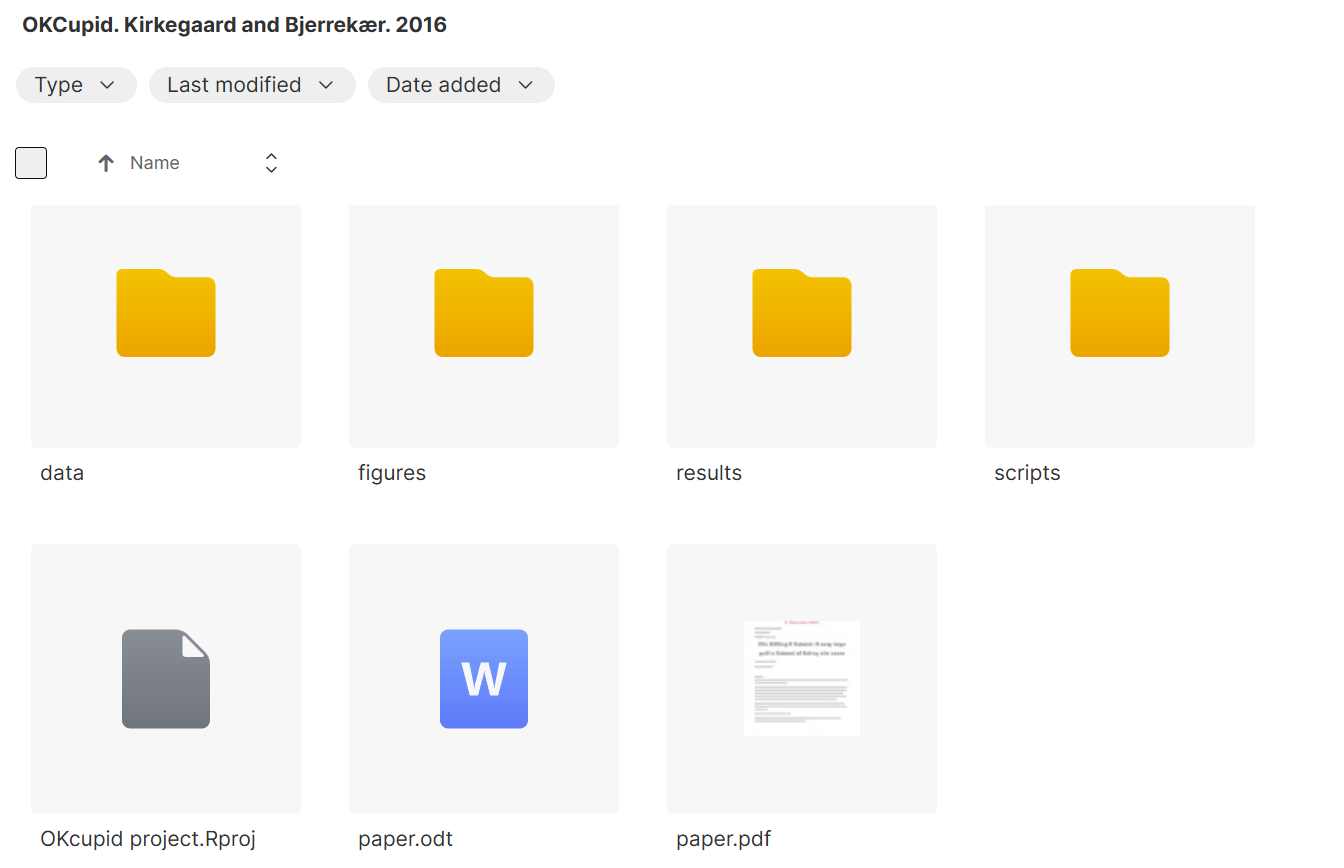 OKCupid. Kirkegaard and Bjerrekær. 2016
Type Last modified Date added
Name
data figures results scripts
W
OKcupid project.Rproj paper.odt paper.pdf